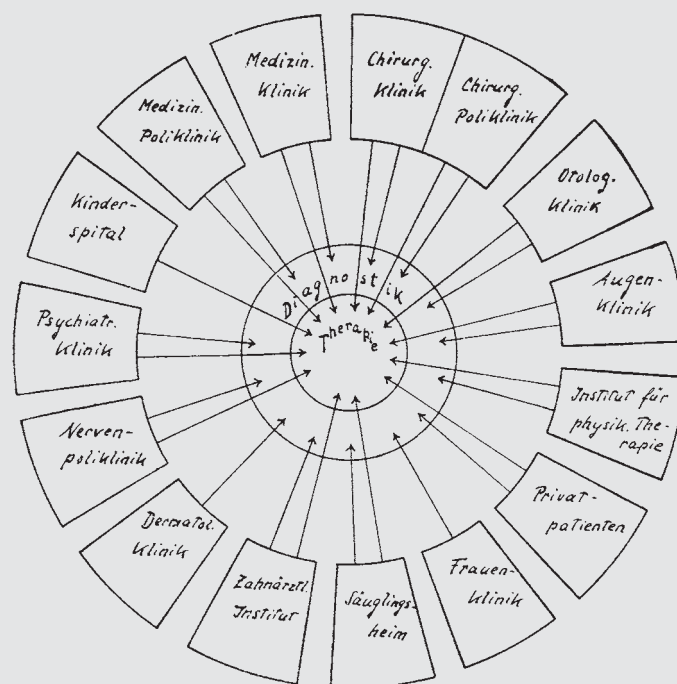 Medizin.
Klinik
Chirurg.
Klinik
Chirurg.
Poliklinik
Otolog.
Klinik
Augen-
Klinik
Institut für
physik. The-
rapie
Privat-
patienten
Frauen-
klinik
Säuglings-
heim
Zahnärztl.
Institut
Dermatol.
Klinik
Nerven-
poliklinik
Psychiatr.
Klinik
Kinder-
spital
Medizin.
Poliklinik
Diagnostik
Therapie